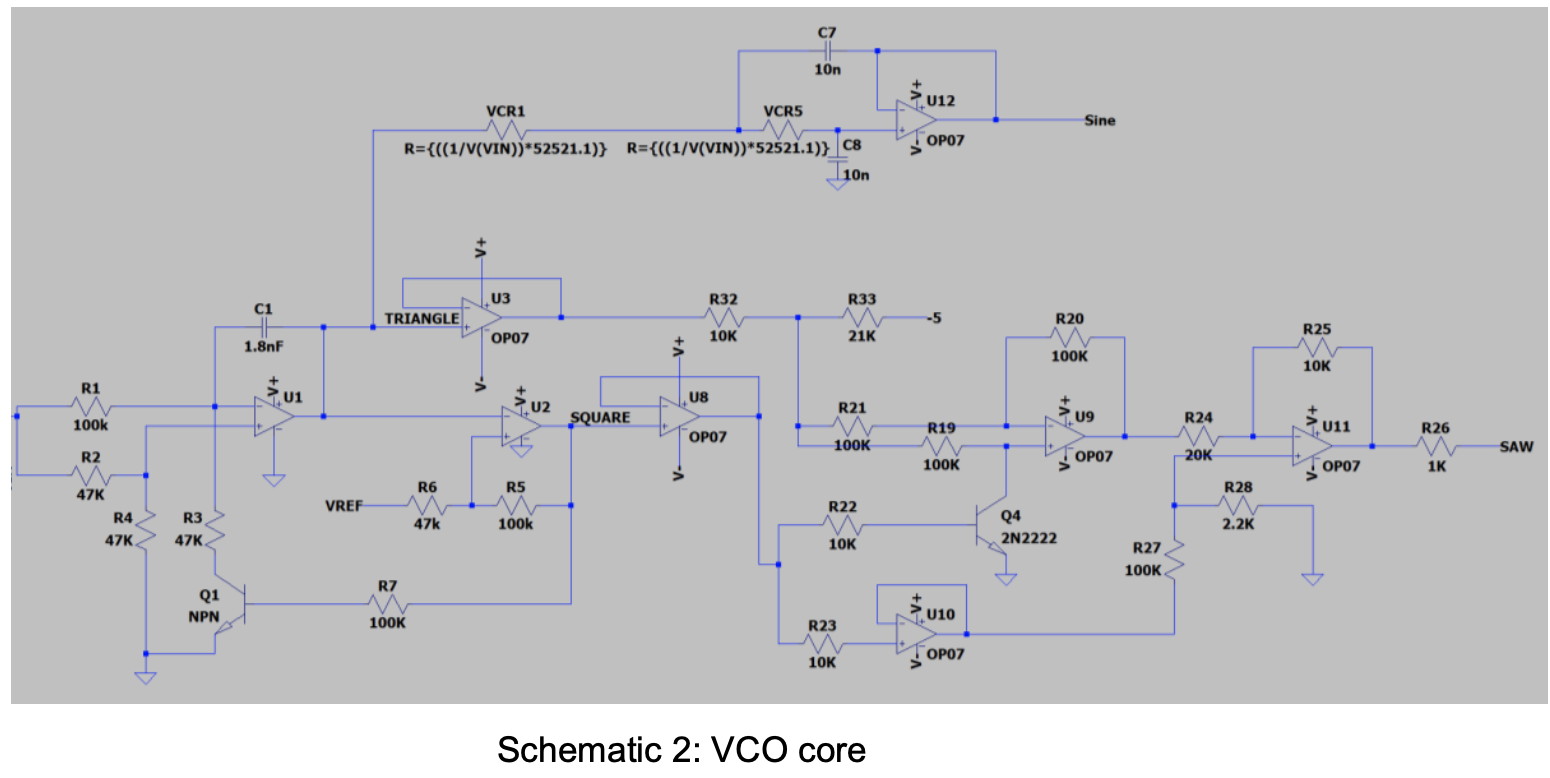 C7
10n
V+
U12
VCR1
VCR5
Sine
R={((1/V(VIN))*52521.1)}
R={((1/V(VIN))*52521.1)}
C8
V-
OP07
10n
V+
U3
C1
R32
R33
TRIANGLE
-5
1.8nF
OP07
10K
21K
R20
R25
V+
100K
10K
V-
R1
V+
U1
V+
U2
SQUARE
U8
R21
V+
U9
V+
U11
100k
OP07
100K
R19
R24
R26
SAW
R2
100K
V-
OP07
20K
V-
OP07
1K
47K
V-
R6
R5
R28
VREF
R22
Q4
R4
R3
47k
100k
2.2K
47K
47K
10K
2N2222
R27
100K
R7
Q1
V+
U10
NPN
100K
R23
10K
V-
OP07
Schematic 2: VCO core